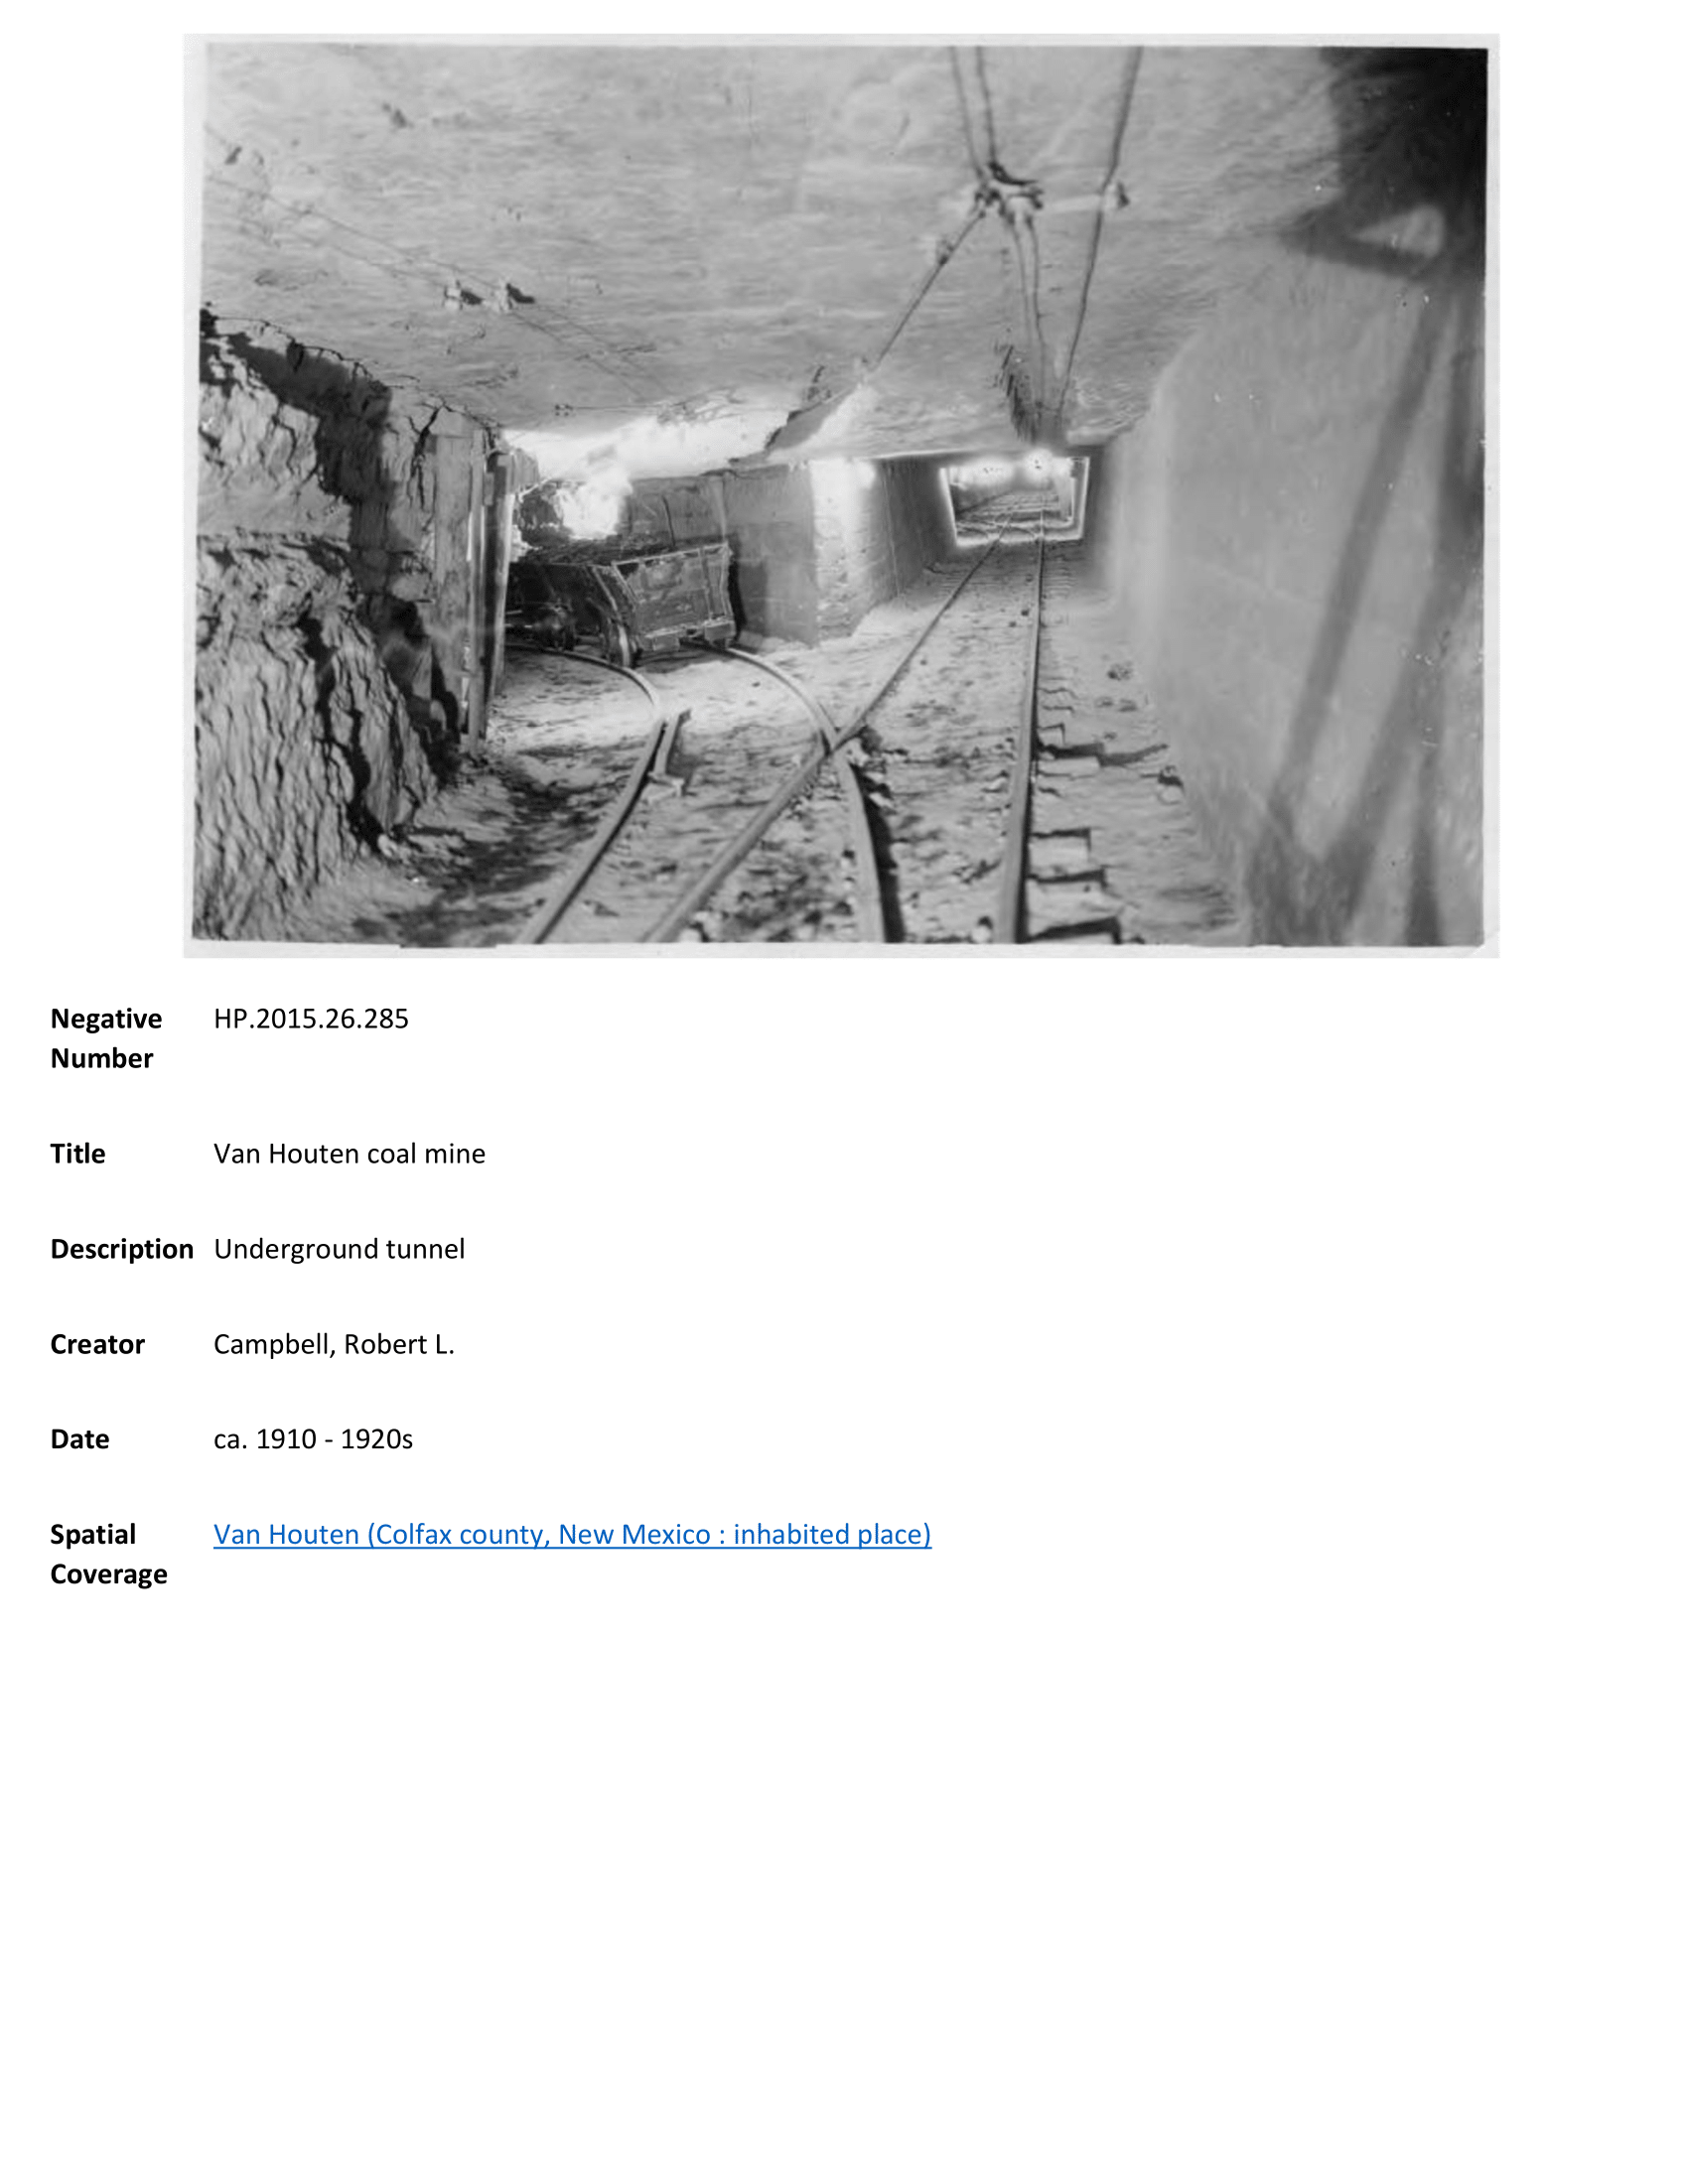 Negative HP.2015.26.285
Number
Title Van Houten coal mine
Description Underground tunnel
Creator Campbell, Robert L.
Date ca. 1910 - 1920s
Spatial Van Houten (Colfax county, New Mexico : inhabited place)
Coverage